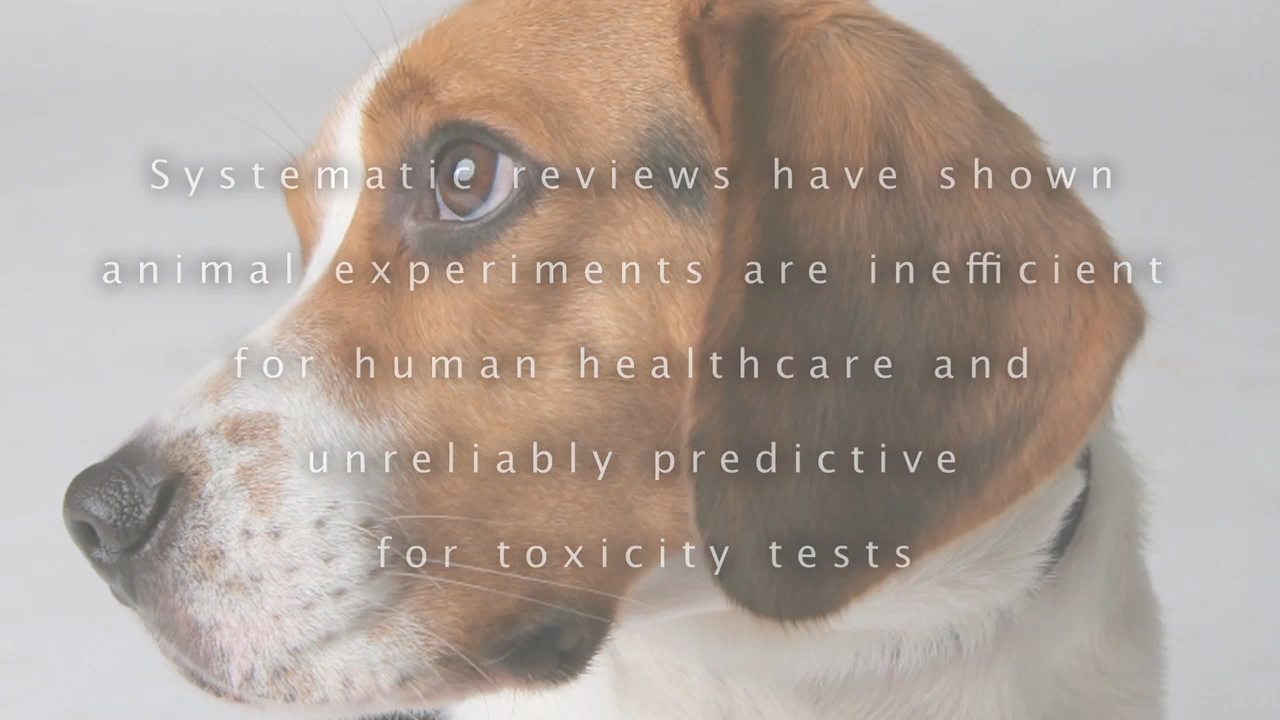 Systematic reviews have shown
animal experiments are inefficient
for human healthcare and
unreliably predictive
for toxicity tests